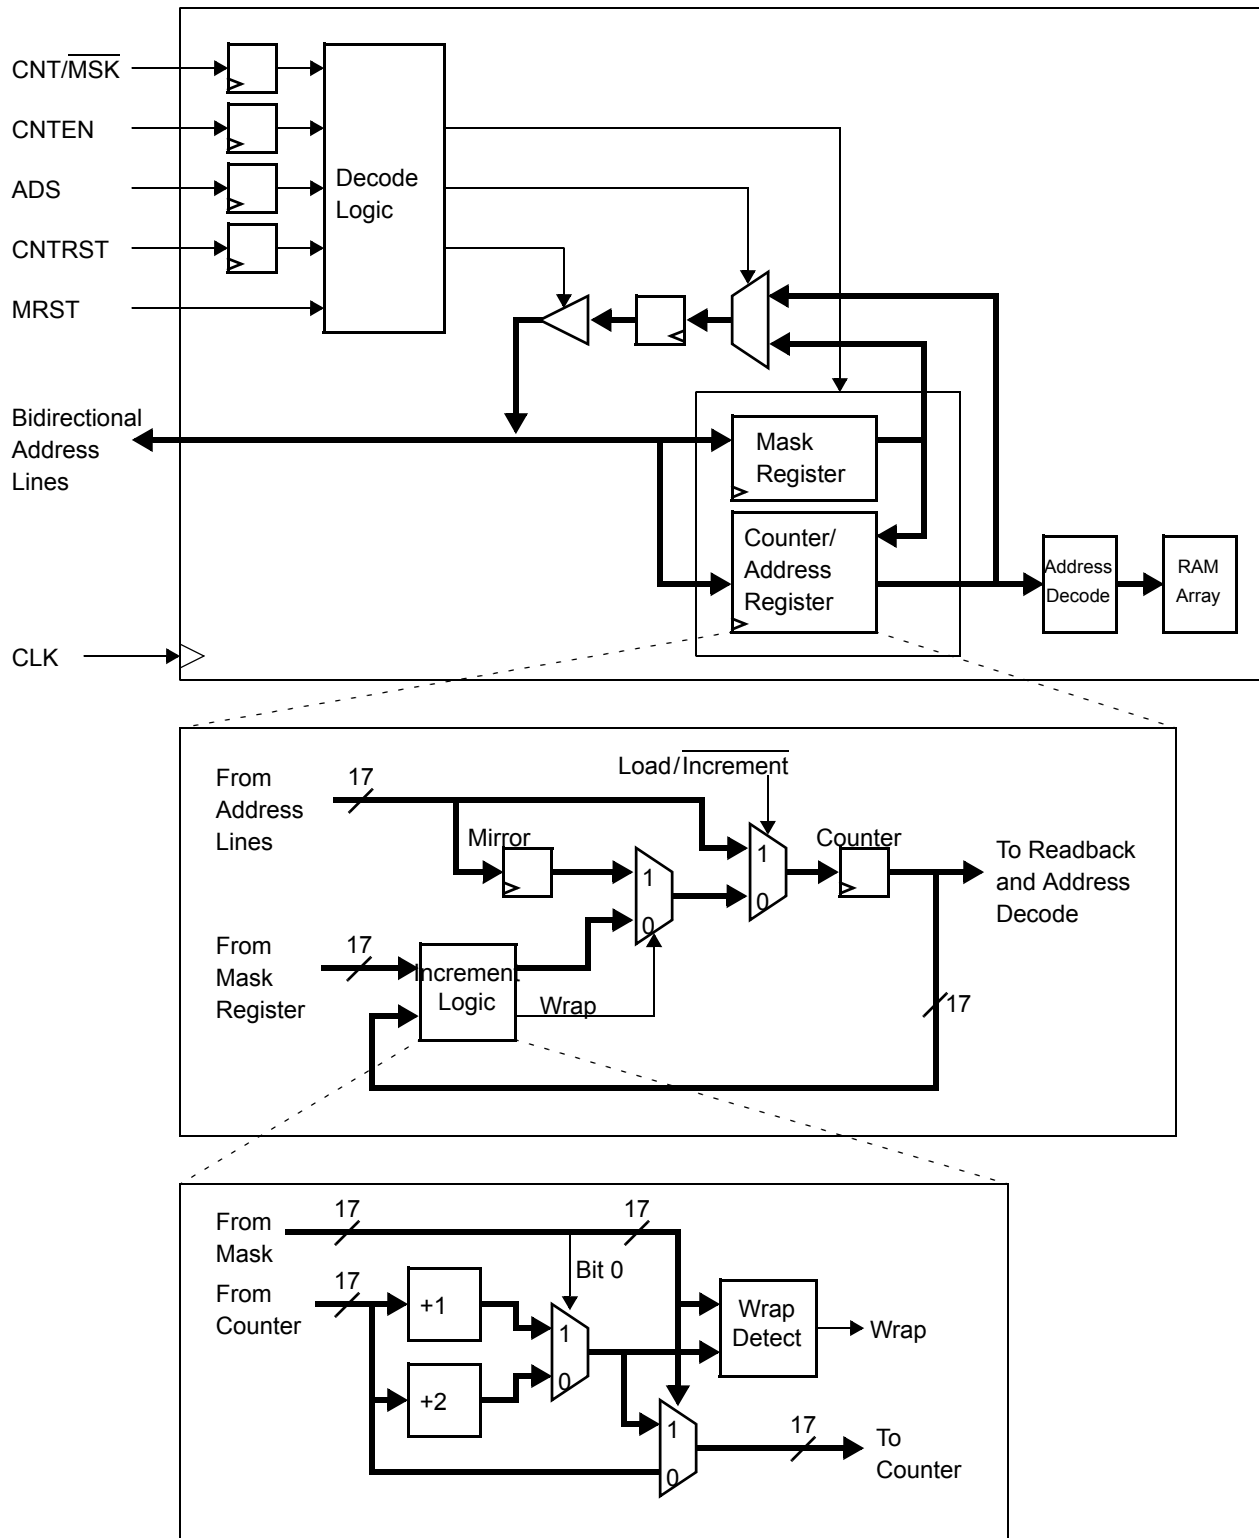 CNT/MSK
CNTEN
ADS
CNTRST
MRST
Decode
Logic
Bidirectional
Address
Lines
Mask
Register
Counter/
Address
Register
Address
Decode
RAM
Array
CLK
From
Address
Lines
17
Load/Increment
Mirror
1
0
1
0
Counter
To Readback
and Address
Decode
From
Mask
Register
17
Increment
Logic
Wrap
17
From
Mask
17
17
Bit 0
From
Counter
17
+1
+2
1
0
Wrap
Detect
Wrap
1
0
17
To
Counter